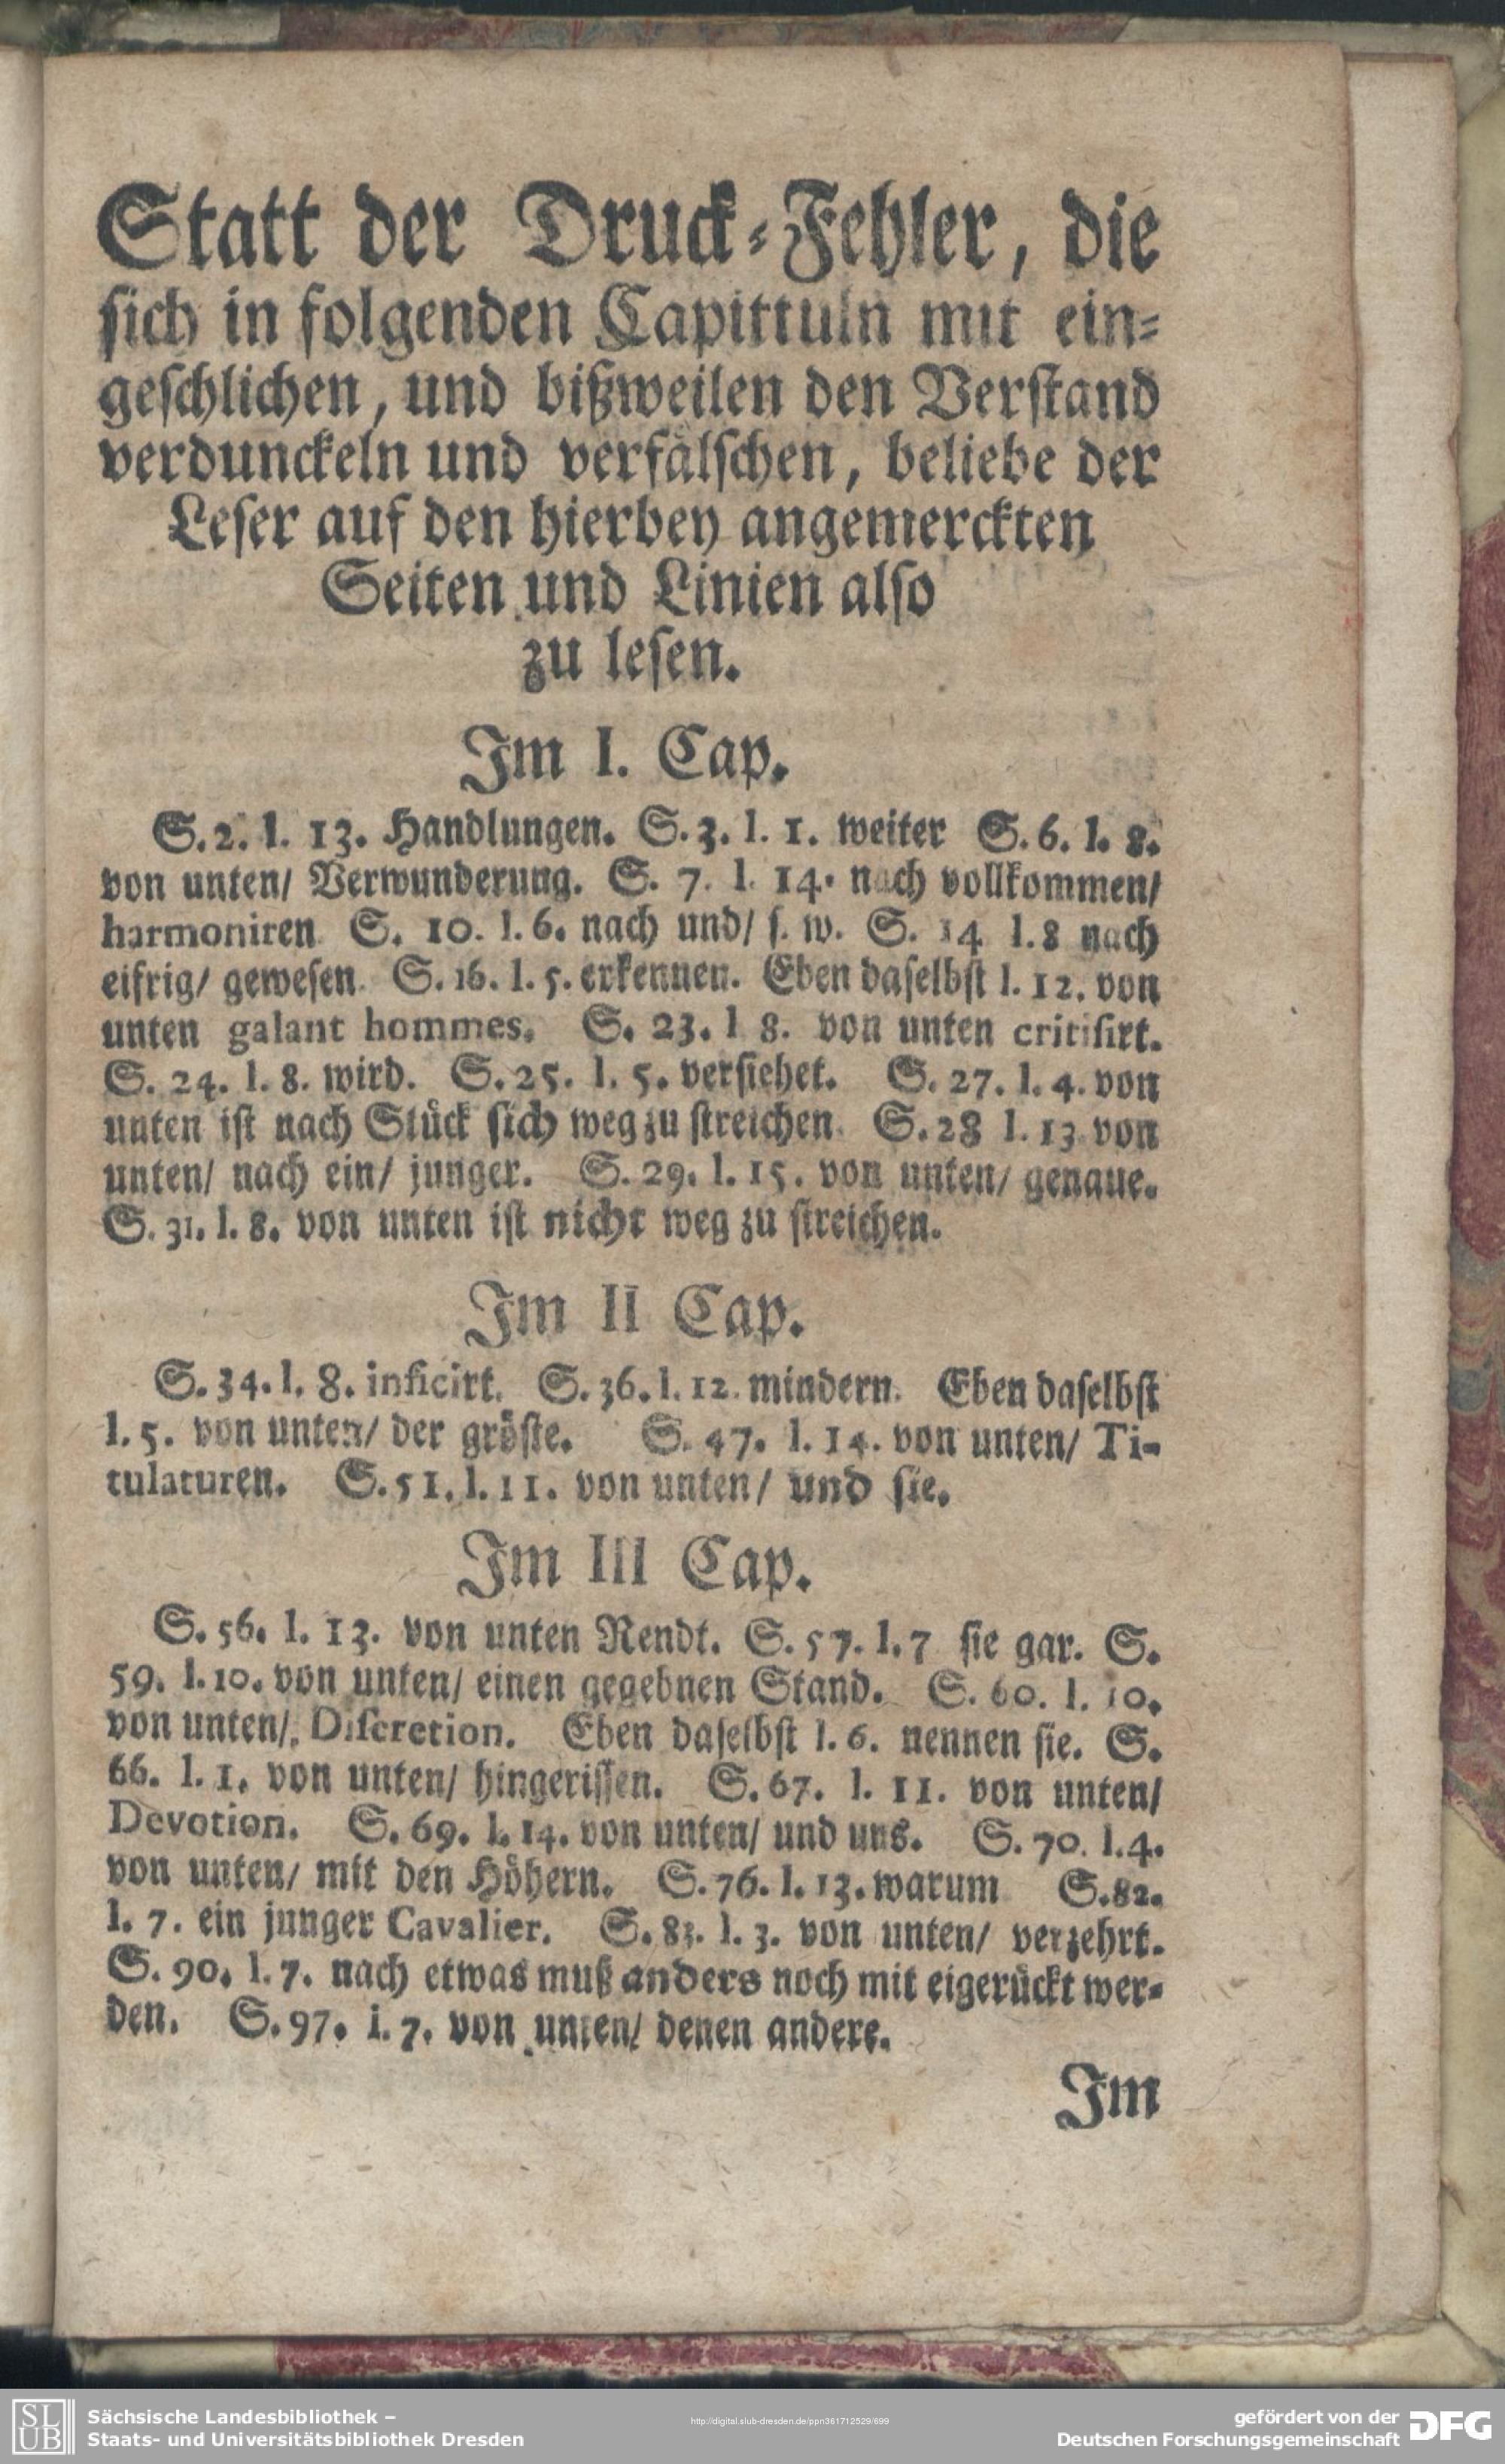 Statt der Druck-Fehler, die
sich in folgenden Capittuln mit ein-
geschlichen, und bißweilen den Verstand
verdunckeln und verfälschen, beliebe der
Leser auf den hierbey angemerckten
Seiten und Linien also
zu lesen.
Im I. Cap.
S. 2. l. 13. Handlungen. S. 3. l. 1. weiter S. 6. l. 8.
von unten/ Verwunderung. S. 7. l. 14. nach vollkommen/
harmoniren S. 10. l. 6. nach und/ s. w. S. 14 l. 8 nach
eifrig/ gewesen. S. 16. l. 5. erkennen. Eben daselbst l. 12. von
unten galant hommes. S. 23. l 8. von unten critisirt.
S. 24. l. 8. wird. S. 25. l. 5. versiehet. S. 27. l. 4. von
unten ist nach Stück sich weg zu streichen. S. 28 l. 13 von
unten/ nach ein/ junger. S. 29. l. 15. von unten/ genaue.
S. 31. l. 8. von unten ist nicht weg zu streichen.
Im II Cap.
S. 34. l. 8. inficirt. S. 36. l. 12. mindern. Eben daselbst
l. 5. von unten/ der gröste. S. 47. l. 14. von unten/ Ti-
tulaturen. S. 51. l. 11. von unten/ und sie.
Im III Cap.
S. 56. l. 13. von unten Rendt. S. 57. l. 7 sie gar. S.
59. l. 10. von unten/ einen gegebnen Stand. S. 60. l. 10.
von unten/ Discretion. Eben daselbst l. 6. nennen sie. S.
66. l. 1. von unten/ hingerissen. S. 67. l. 11. von unten/
Devotion. S. 69. l. 14. von unten/ und uns. S. 70. l. 4.
von unten/ mit den Höhern. S. 76. l. 13. warum S. 82.
l. 7. ein junger Cavalier. S. 83. l. 3. von unten/ verzehrt.
S. 90. l. 7. nach etwas muß anders noch mit eigerückt wer-
den. S. 97. l. 7. von unten/ denen andere.
Im
SLUB
Sächsische Landesbibliothek –
Staats- und Universitätsbibliothek Dresden
http://digital.slub-dresden.de/ppn361712529/699
gefördert von der
Deutschen Forschungsgemeinschaft
DFG